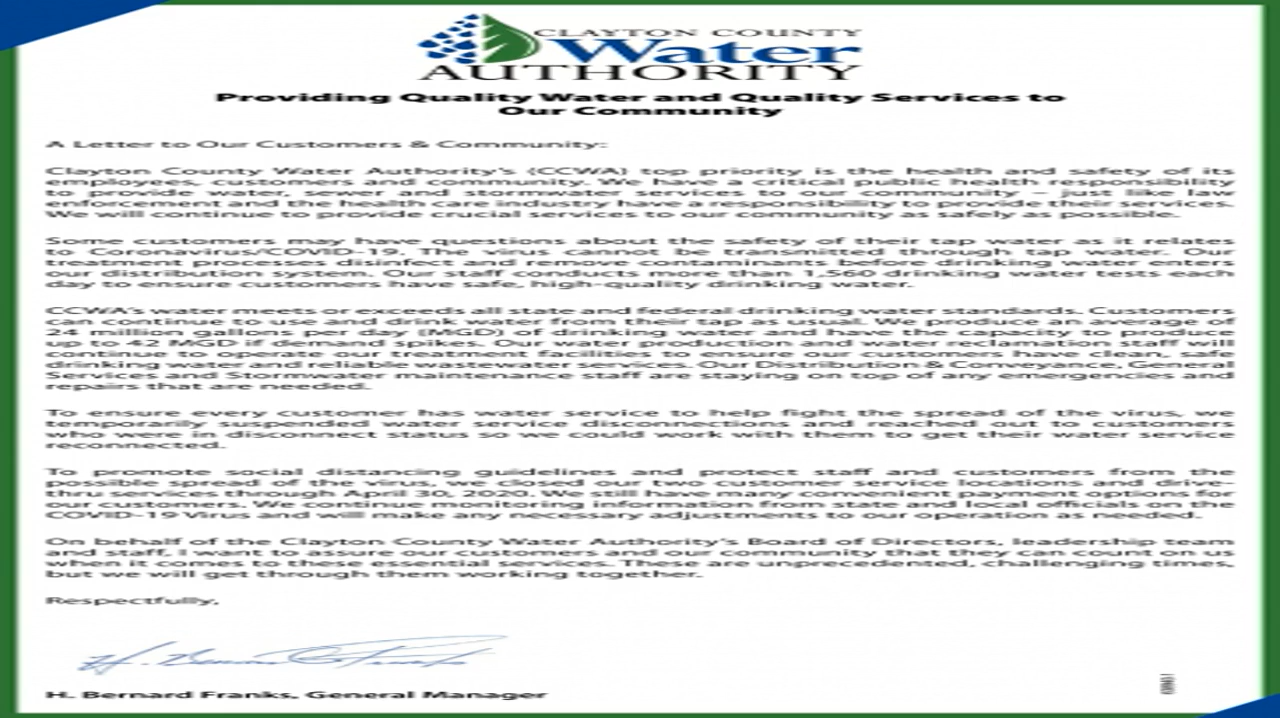 CLAYTON COUNTY
Water
AUTHORITY
Providing Quality Water and Quality Services to
Our Community
A Letter to Our Customers & Community:
Clayton County Water Authority's (CCWA) top priority is the health and safety of its
employees, customers and community. We have a critical public health responsibility
to provide water, sewer and stormwater services to our community – just like law
enforcement and the health care industry have a responsibility to provide their services.
We will continue to provide crucial services to our community as safely as possible.
Some customers may have questions about the safety of their tap water as it relates
to Coronavirus/COVID-19. The virus cannot be transmitted through tap water. Our
treatment processes disinfect and remove contaminants before drinking water enters
our distribution system. Our staff conducts more than 1,560 drinking water tests each
day to ensure customers have safe, high-quality drinking water.
CCWA's water meets or exceeds all state and federal drinking water standards. Customers
can continue to use and drink water from their tap as usual. We produce an average of
24 million gallons per day (MGD) of drinking water and have the capacity to produce
up to 42 MGD if demand spikes. Our water production and water reclamation staff will
continue to operate our treatment facilities to ensure our customers have clean, safe
drinking water and reliable wastewater services. Our Distribution & Conveyance, General
Services and Stormwater maintenance staff are staying on top of any emergencies and
repairs that are needed.
To ensure every customer has water service to help fight the spread of the virus, we
temporarily suspended water service disconnections and reached out to customers
who were in disconnect status so we could work with them to get their water service
reconnected.
To promote social distancing guidelines and protect staff and customers from the
possible spread of the virus, we closed our two customer service locations and drive-
thru services through April 30, 2020. We still have many convenient payment options for
our customers. We continue monitoring information from state and local officials on the
COVID-19 Virus and will make any necessary adjustments to our operation as needed.
On behalf of the Clayton County Water Authority's Board of Directors, leadership team
and staff, I want to assure our customers and our community that they can count on us
when it comes to these essential services. These are unprecedented, challenging times,
but we will get through them working together.
Respectfully,
H. Bernard Franks, General Manager